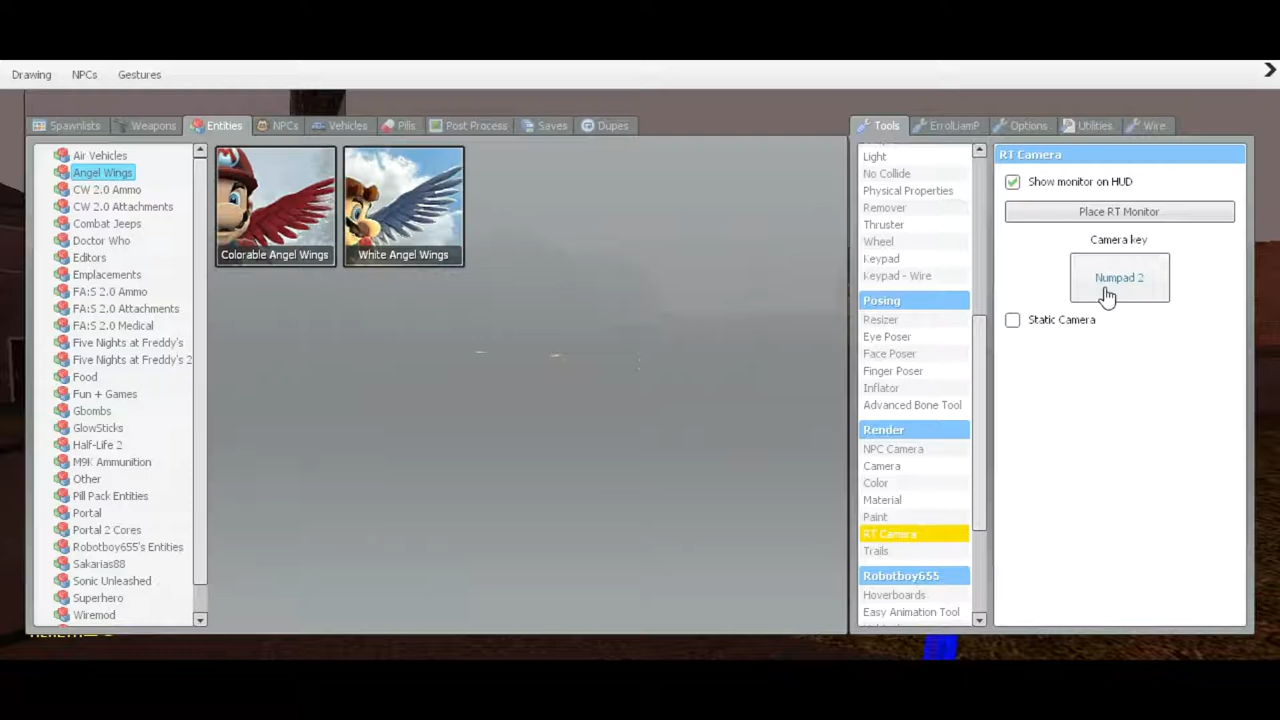 Drawing NPCs Gestures
Spawnlists Weapons Entities NPCs Vehicles Pills Post Process Saves Dupes
Air Vehicles
Angel Wings
CW 2.0 Ammo
CW 2.0 Attachments
Combat Jeeps
Doctor Who
Editors
Emplacements
FA:S 2.0 Ammo
FA:S 2.0 Attachments
FA:S 2.0 Medical
Five Nights at Freddy's
Five Nights at Freddy's 2
Food
Fun + Games
Gbombs
GlowSticks
Half-Life 2
M9K Ammunition
Other
Pill Pack Entities
Portal
Portal 2 Cores
Robotboy655's Entities
Sakarias88
Sonic Unleashed
Superhero
Wiremod
Colorable Angel Wings
White Angel Wings
Tools ErrolLiamP Options Utilities Wire
Light
No Collide
Physical Properties
Remover
Thruster
Wheel
Keypad
Keypad - Wire
Posing
Resizer
Eye Poser
Face Poser
Finger Poser
Inflator
Advanced Bone Tool
Render
NPC Camera
Camera
Color
Material
Paint
RT Camera
Trails
Robotboy655
Hoverboards
Easy Animation Tool
RT Camera
Show monitor on HUD
Place RT Monitor
Camera key
Numpad 2
Static Camera